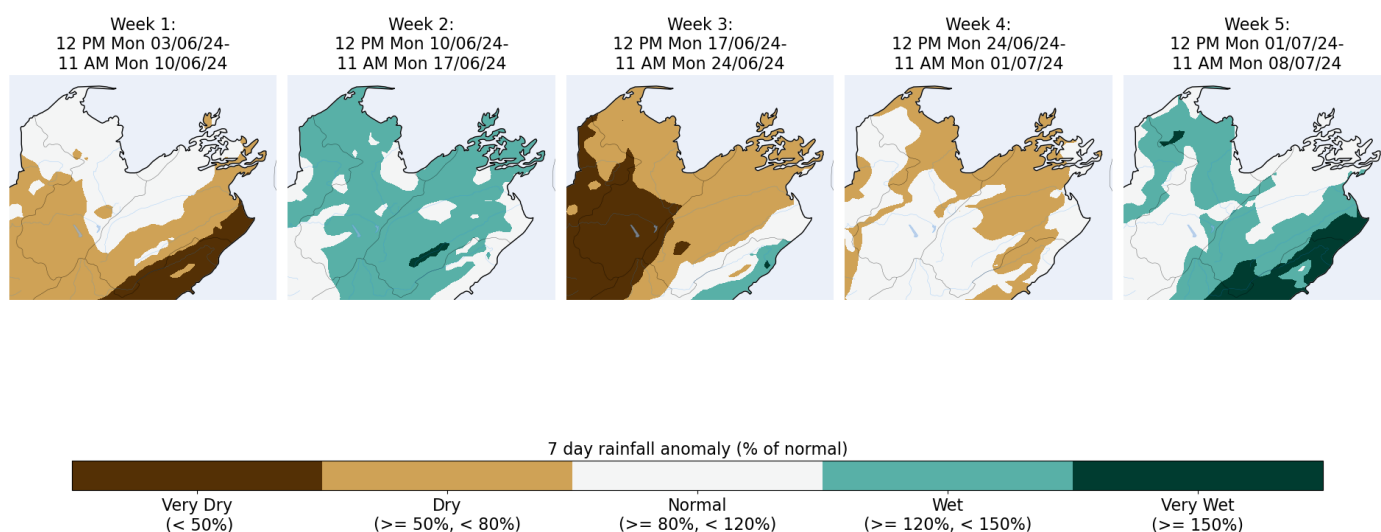 Week 1:
12 PM Mon 03/06/24-
11 AM Mon 10/06/24
Week 2:
12 PM Mon 10/06/24-
11 AM Mon 17/06/24
Week 3:
12 PM Mon 17/06/24-
11 AM Mon 24/06/24
Week 4:
12 PM Mon 24/06/24-
11 AM Mon 01/07/24
Week 5:
12 PM Mon 01/07/24-
11 AM Mon 08/07/24
7 day rainfall anomaly (% of normal)
Very Dry
(< 50%)
Dry
(>= 50%, < 80%)
Normal
(>= 80%, < 120%)
Wet
(>= 120%, < 150%)
Very Wet
(>= 150%)